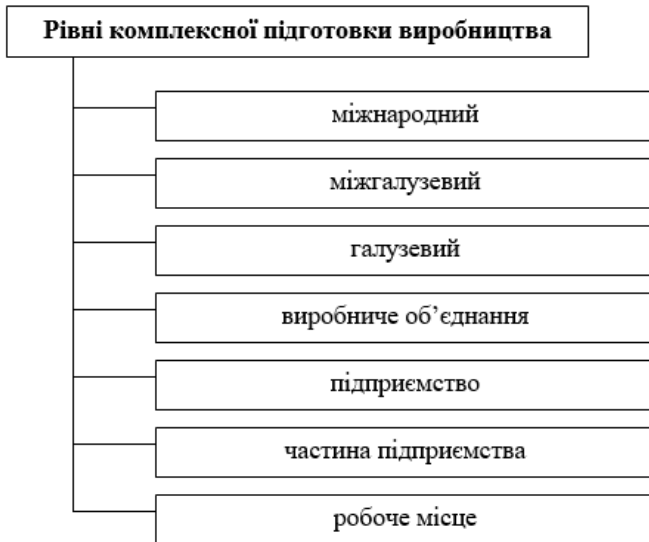 Рівні комплексної підготовки виробництва
міжнародний
міжгалузевий
галузевий
виробниче об’єднання
підприємство
частина підприємства
робоче місце